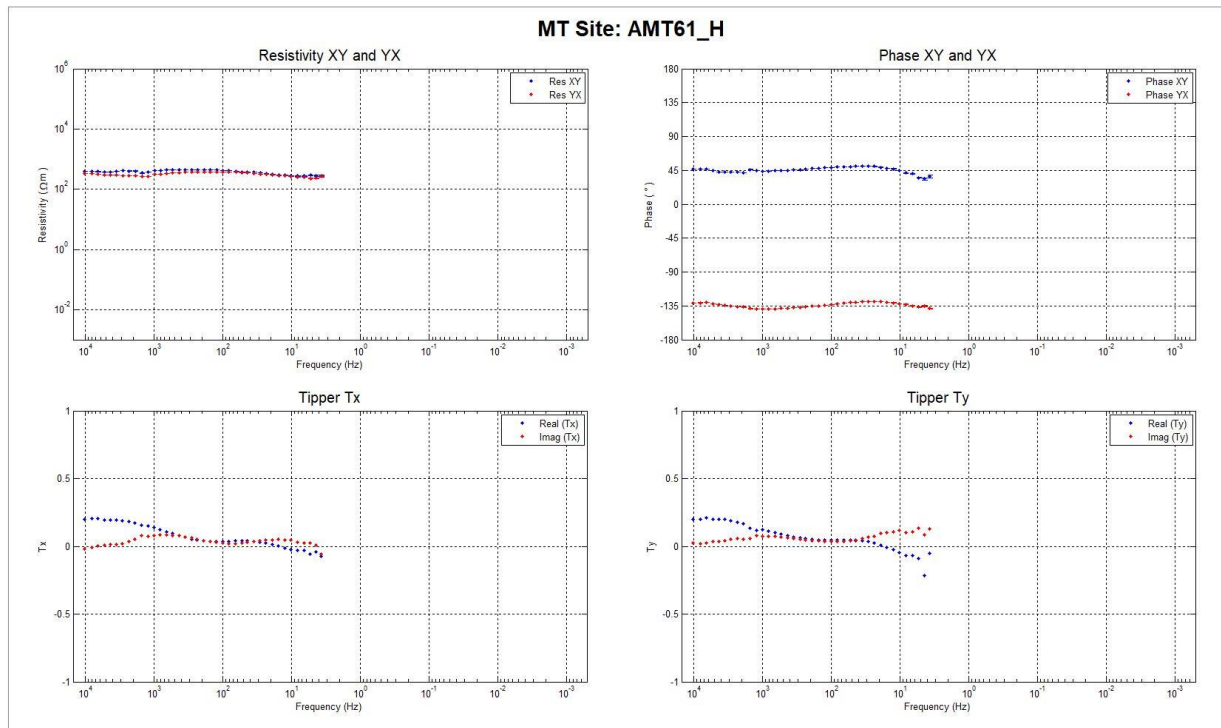 MT Site: AMT61_H
Resistivity XY and YX
10^6
10^4
10^2
10^0
10^-2
Resistivity (Ωm)
Res XY
Res YX
10^4 10^3 10^2 10^1 10^0 10^-1 10^-2 10^-3
Frequency (Hz)
Phase XY and YX
180
135
90
45
0
-45
-90
-135
-180
Phase (°)
Phase XY
Phase YX
10^4 10^3 10^2 10^1 10^0 10^-1 10^-2 10^-3
Frequency (Hz)
Tipper Tx
1
0.5
0
-0.5
-1
Tx
Real (Tx)
Imag (Tx)
10^4 10^3 10^2 10^1 10^0 10^-1 10^-2 10^-3
Frequency (Hz)
Tipper Ty
1
0.5
0
-0.5
-1
Ty
Real (Ty)
Imag (Ty)
10^4 10^3 10^2 10^1 10^0 10^-1 10^-2 10^-3
Frequency (Hz)